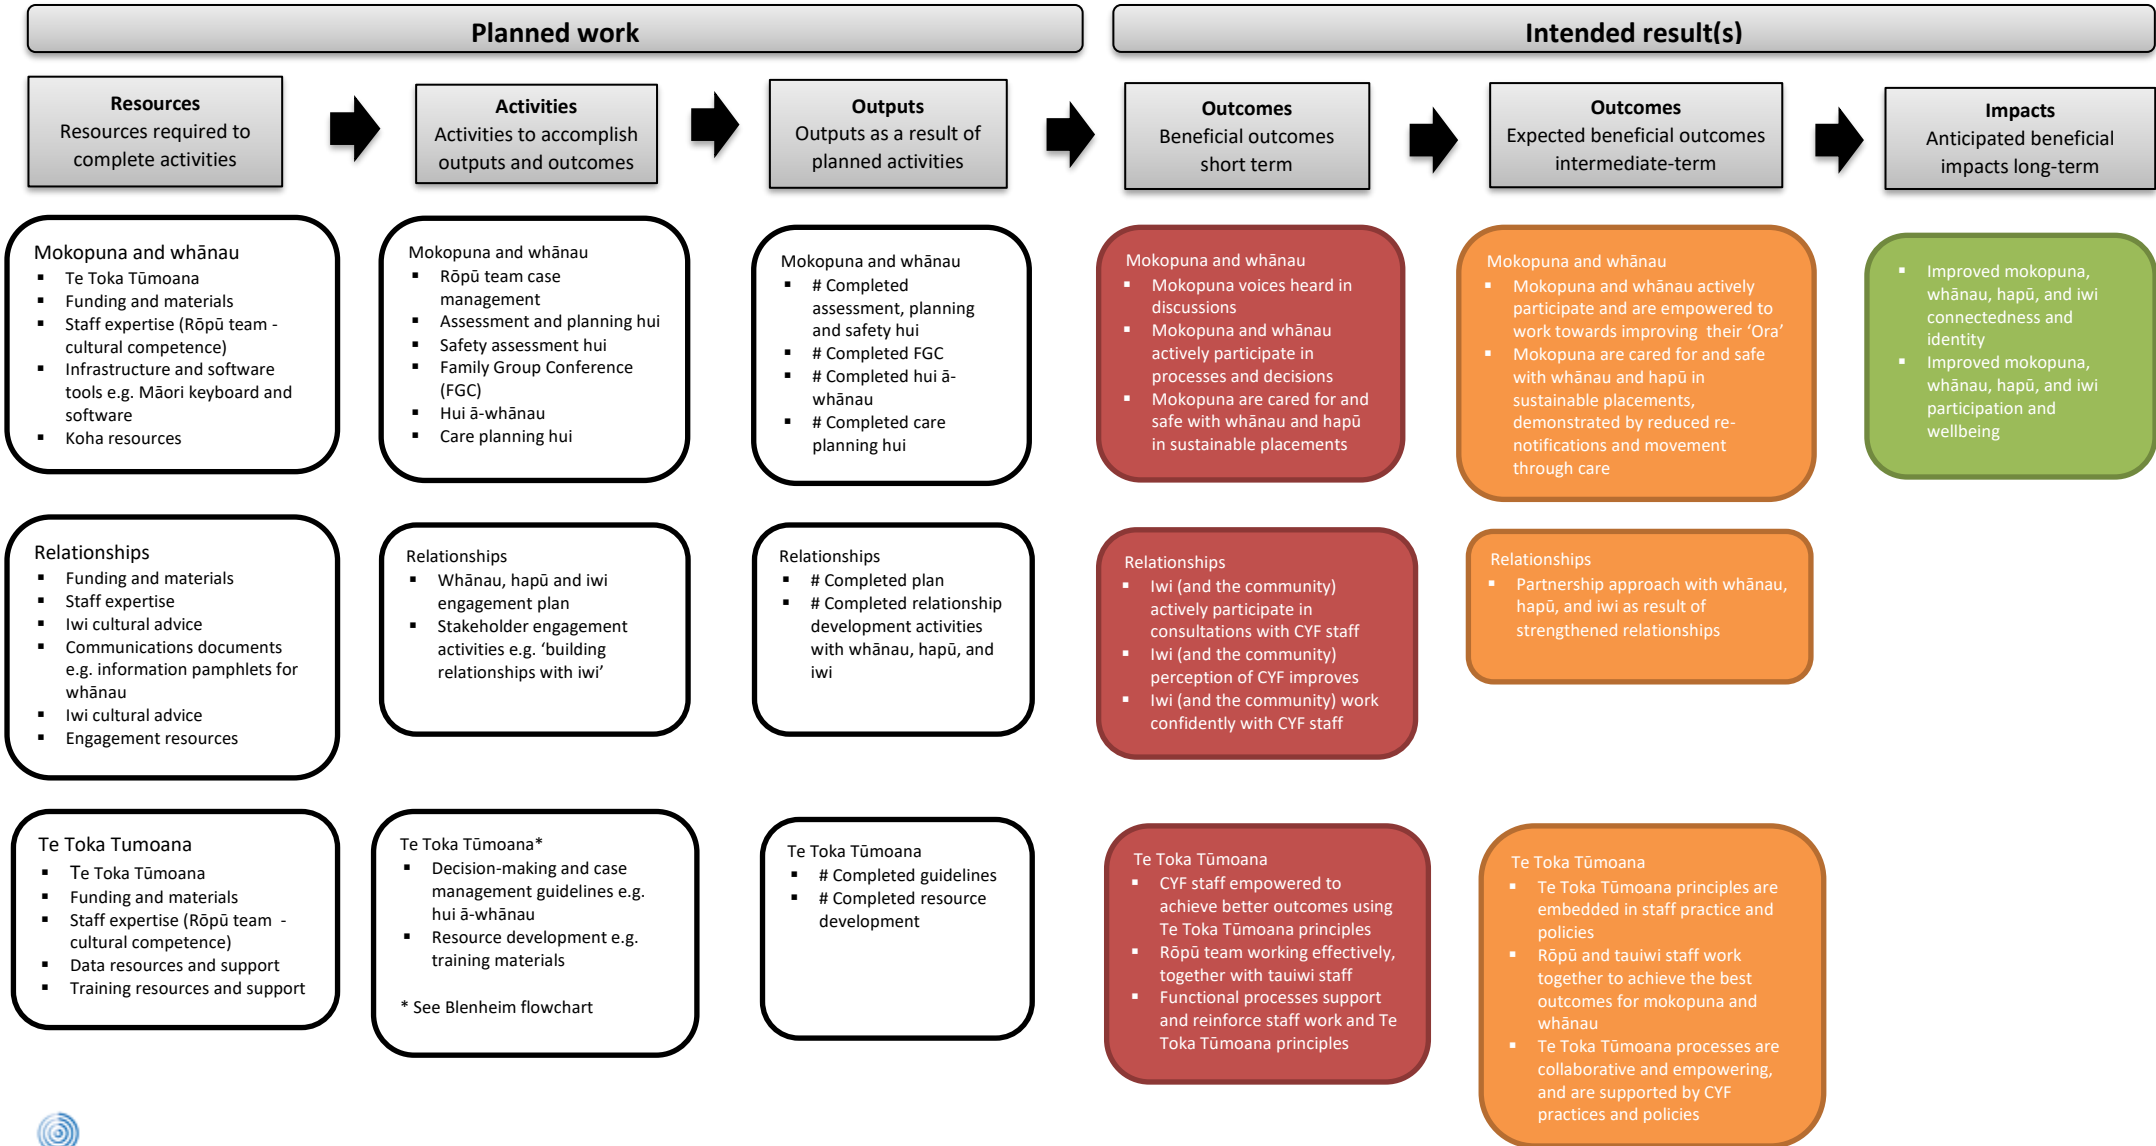 Planned work
Intended result(s)
Resources
Resources required to
complete activities
Activities
Activities to accomplish
outputs and outcomes
Outputs
Outputs as a result of
planned activities
Outcomes
Beneficial outcomes
short term
Outcomes
Expected beneficial outcomes
intermediate-term
Impacts
Anticipated beneficial
impacts long-term
Mokopuna and whānau
▪ Te Toka Tūmoana
▪ Funding and materials
▪ Staff expertise (Rōpū team -
cultural competence)
▪ Infrastructure and software
tools e.g. Māori keyboard and
software
▪ Koha resources
Mokopuna and whānau
▪ Rōpū team case
management
▪ Assessment and planning hui
▪ Safety assessment hui
▪ Family Group Conference
(FGC)
▪ Hui ā-whānau
▪ Care planning hui
Mokopuna and whānau
▪ # Completed
assessment, planning
and safety hui
▪ # Completed FGC
▪ # Completed hui ā-
whānau
▪ # Completed care
planning hui
Mokopuna and whānau
▪ Mokopuna voices heard in
discussions
▪ Mokopuna and whānau
actively participate in
processes and decisions
▪ Mokopuna are cared for and
safe with whānau and hapū
in sustainable placements
Mokopuna and whānau
▪ Mokopuna and whānau actively
participate and are empowered to
work towards improving their ‘Ora’
▪ Mokopuna are cared for and safe
with whānau and hapū in
sustainable placements,
demonstrated by reduced re-
notifications and movement
through care
▪ Improved mokopuna,
whānau, hapū, and iwi
connectedness and
identity
▪ Improved mokopuna,
whānau, hapū, and iwi
participation and
wellbeing
Relationships
▪ Funding and materials
▪ Staff expertise
▪ Iwi cultural advice
▪ Communications documents
e.g. information pamphlets for
whānau
▪ Iwi cultural advice
▪ Engagement resources
Relationships
▪ Whānau, hapū and iwi
engagement plan
▪ Stakeholder engagement
activities e.g. ‘building
relationships with iwi’
Relationships
▪ # Completed plan
▪ # Completed relationship
development activities
with whānau, hapū, and
iwi
Relationships
▪ Iwi (and the community)
actively participate in
consultations with CYF staff
▪ Iwi (and the community)
perception of CYF improves
▪ Iwi (and the community) work
confidently with CYF staff
Relationships
▪ Partnership approach with whānau,
hapū, and iwi as result of
strengthened relationships
Te Toka Tumoana
▪ Te Toka Tūmoana
▪ Funding and materials
▪ Staff expertise (Rōpū team -
cultural competence)
▪ Data resources and support
▪ Training resources and support
Te Toka Tūmoana*
▪ Decision-making and case
management guidelines e.g.
hui ā-whānau
▪ Resource development e.g.
training materials
* See Blenheim flowchart
Te Toka Tūmoana
▪ # Completed guidelines
▪ # Completed resource
development
Te Toka Tūmoana
▪ CYF staff empowered to
achieve better outcomes using
Te Toka Tūmoana principles
▪ Rōpū team working effectively,
together with tauiwi staff
▪ Functional processes support
and reinforce staff work and Te
Toka Tūmoana principles
Te Toka Tūmoana
▪ Te Toka Tūmoana principles are
embedded in staff practice and
policies
▪ Rōpū and tauiwi staff work
together to achieve the best
outcomes for mokopuna and
whānau
▪ Te Toka Tūmoana processes are
collaborative and empowering,
and are supported by CYF
practices and policies